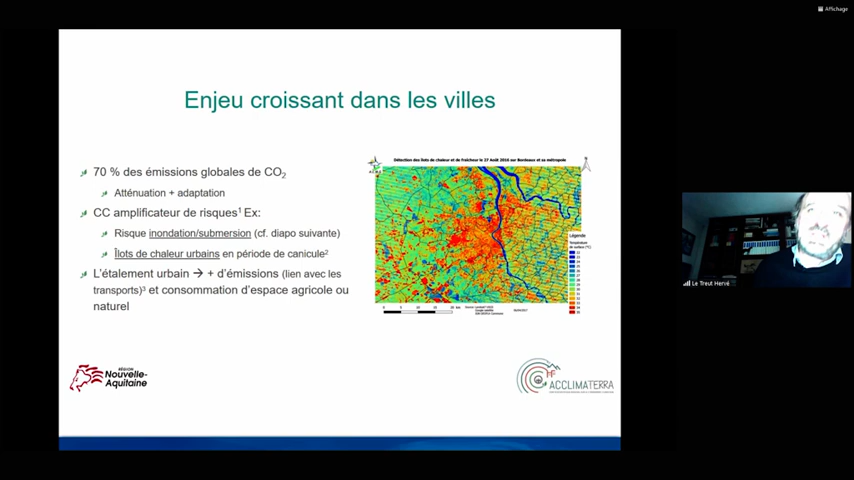 Affichage
Enjeu croissant dans les villes
70 % des émissions globales de CO2
Atténuation + adaptation
CC amplificateur de risques1 Ex:
Risque inondation/submersion (cf. diapo suivante)
Îlots de chaleur urbains en période de canicule2
L'étalement urbain → + d'émissions (lien avec les
transports)3 et consommation d'espace agricole ou
naturel
Détection des îlots de chaleur et de fraîcheur le 27 Août 2016 sur Bordeaux et sa métropole
Légende
Température
de surface (°C)
Le Treut Hervé
RÉGION
Nouvelle-
Aquitaine
ACCLIMATERRA